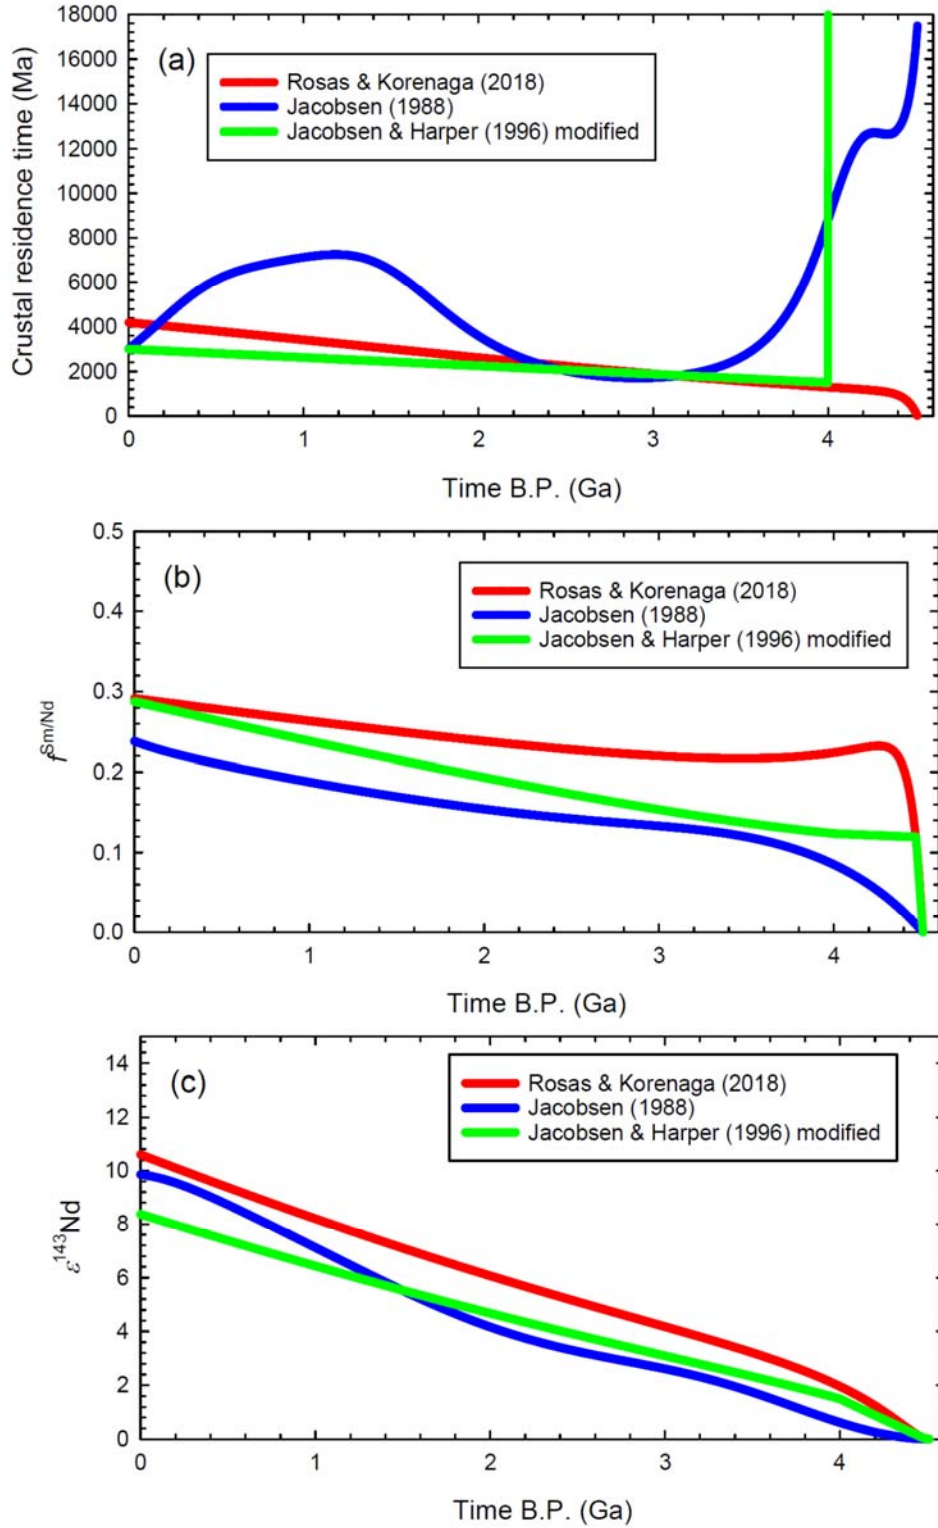 18000
16000
14000
12000
10000
8000
6000
4000
2000
0
Crustal residence time (Ma)
(a)
Rosas & Korenaga (2018)
Jacobsen (1988)
Jacobsen & Harper (1996) modified
0 1 2 3 4
Time B.P. (Ga)
0.5
0.4
0.3
0.2
0.1
0.0
fSm/Nd
(b)
Rosas & Korenaga (2018)
Jacobsen (1988)
Jacobsen & Harper (1996) modified
0 1 2 3 4
Time B.P. (Ga)
14
12
10
8
6
4
2
0
ε143Nd
(c)
Rosas & Korenaga (2018)
Jacobsen (1988)
Jacobsen & Harper (1996) modified
0 1 2 3 4
Time B.P. (Ga)